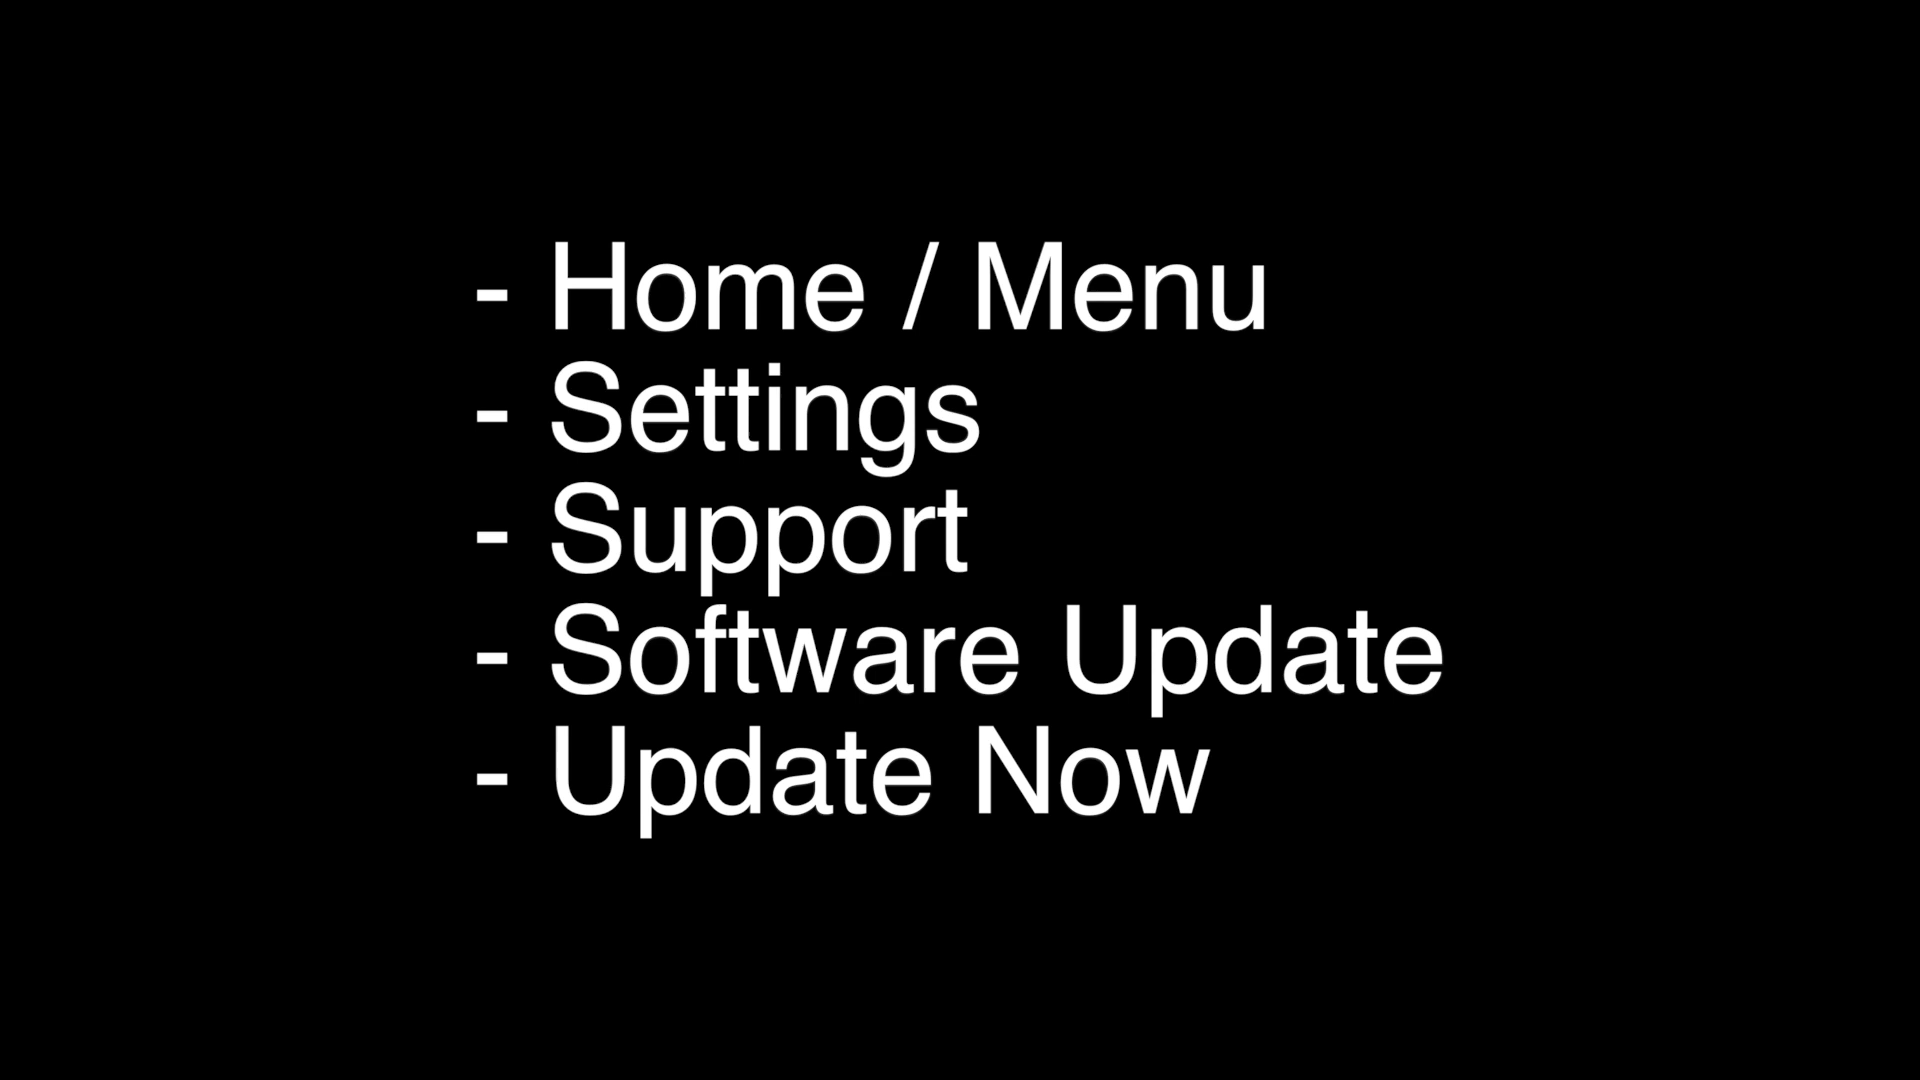 - Home / Menu
- Settings
- Support
- Software Update
- Update Now